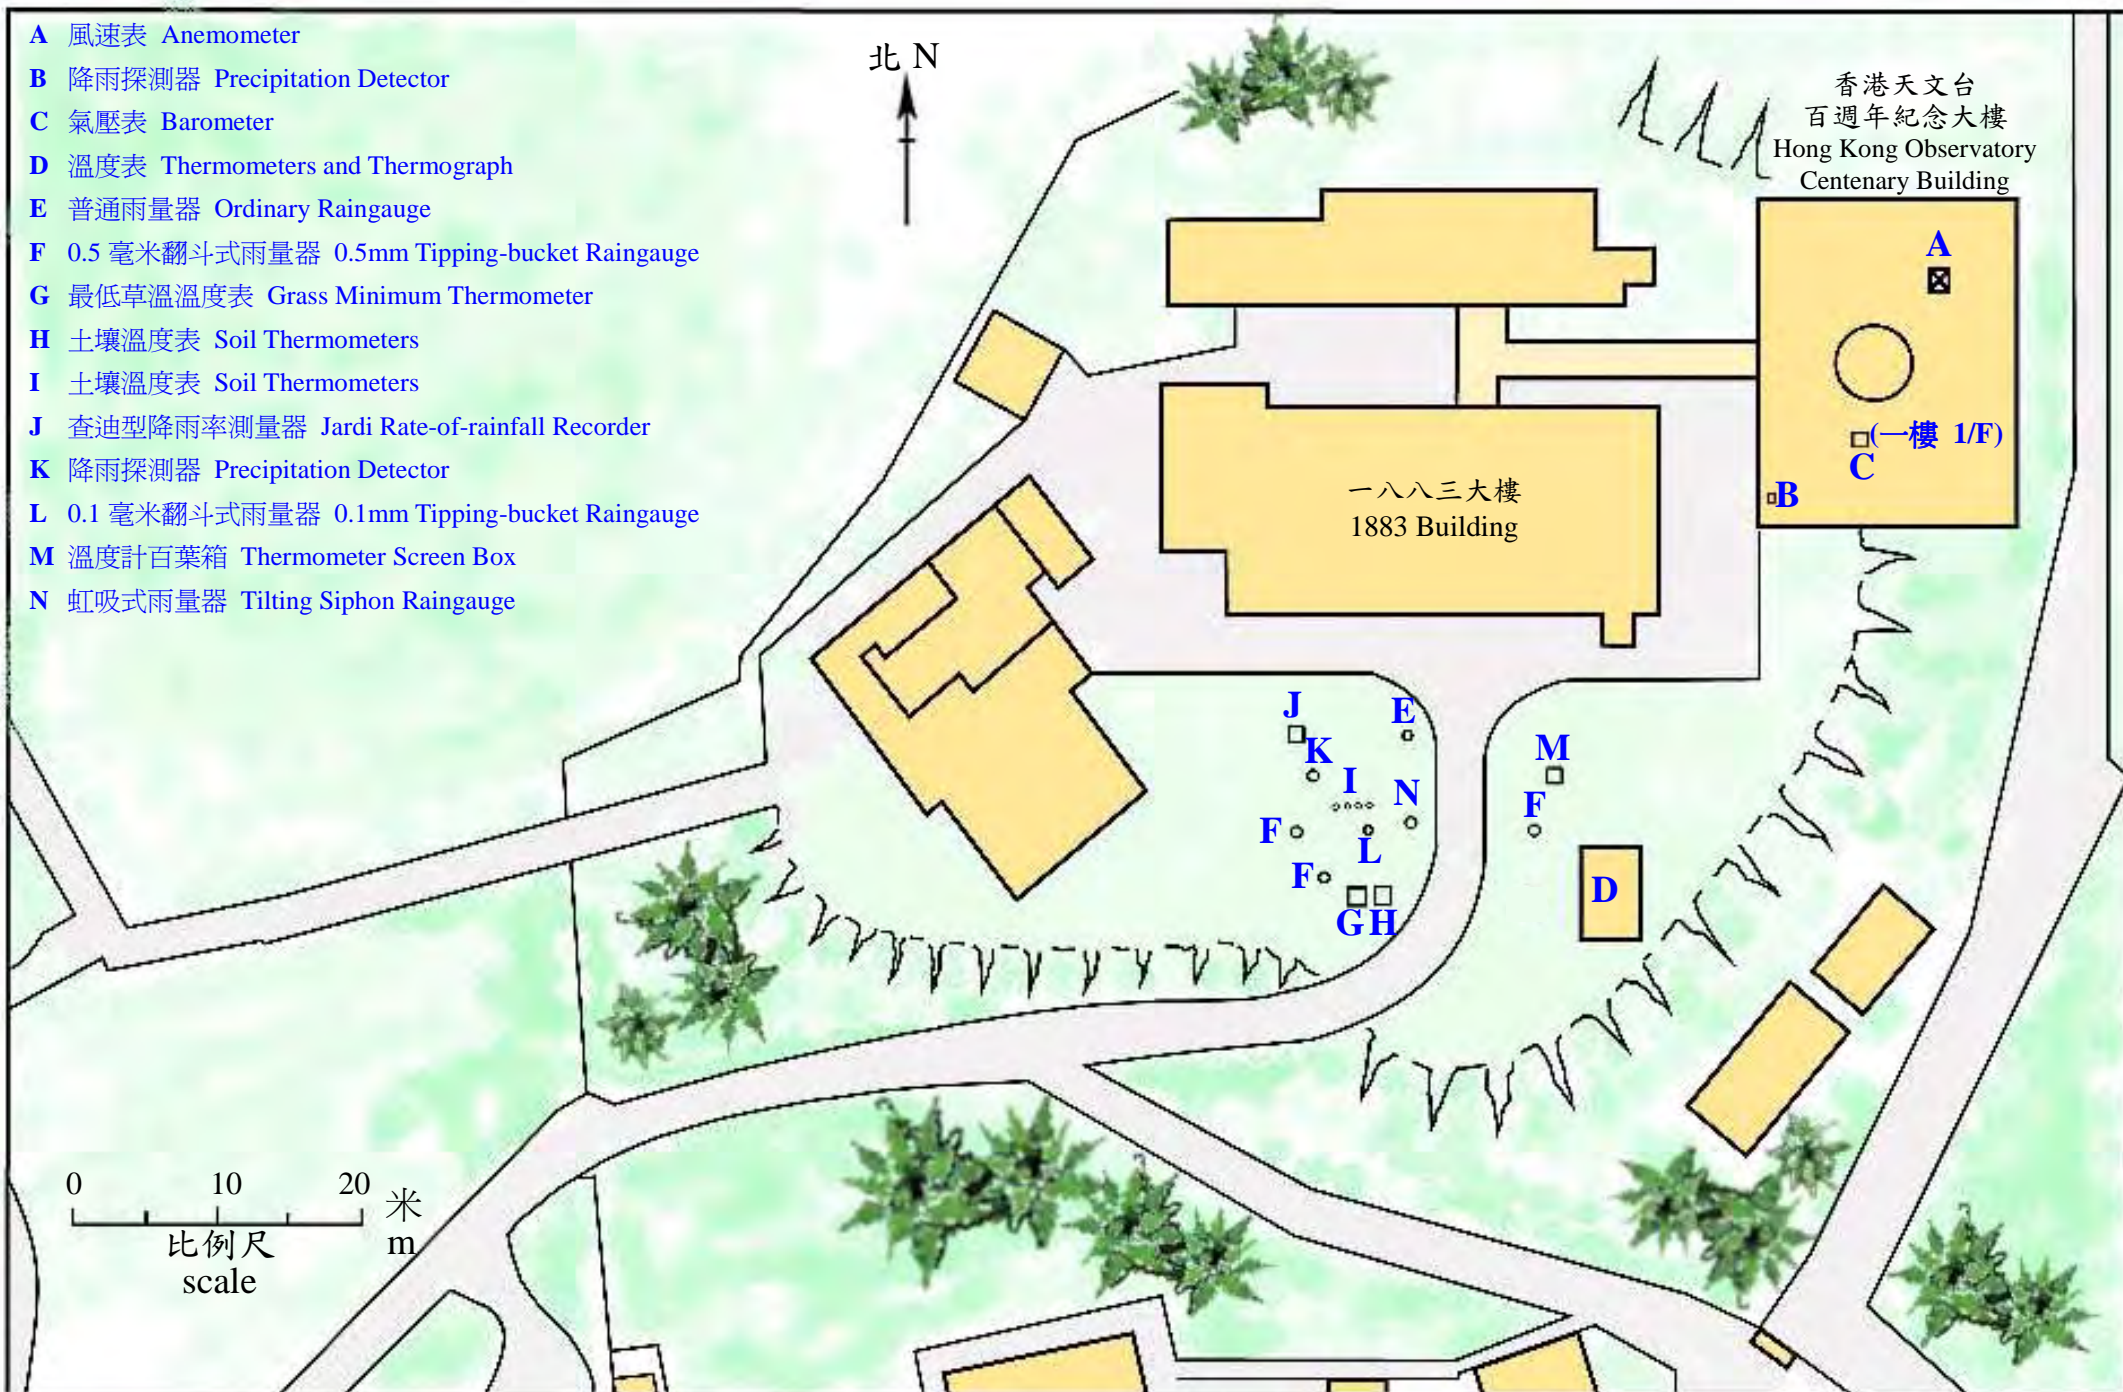 A 風速表 Anemometer
B 降雨探測器 Precipitation Detector
C 氣壓表 Barometer
D 溫度表 Thermometers and Thermograph
E 普通雨量器 Ordinary Raingauge
F 0.5 毫米翻斗式雨量器 0.5mm Tipping-bucket Raingauge
G 最低草溫溫度表 Grass Minimum Thermometer
H 土壤溫度表 Soil Thermometers
I 土壤溫度表 Soil Thermometers
J 查迪型降雨率測量器 Jardi Rate-of-rainfall Recorder
K 降雨探測器 Precipitation Detector
L 0.1 毫米翻斗式雨量器 0.1mm Tipping-bucket Raingauge
M 溫度計百葉箱 Thermometer Screen Box
N 虹吸式雨量器 Tilting Siphon Raingauge
北 N
香港天文台
百週年紀念大樓
Hong Kong Observatory
Centenary Building
A
(一樓 1/F)
C
B
一八八三大樓
1883 Building
J
E
K
M
I
N
F
F
L
F
D
G H
0 10 20 米
m
比例尺
scale